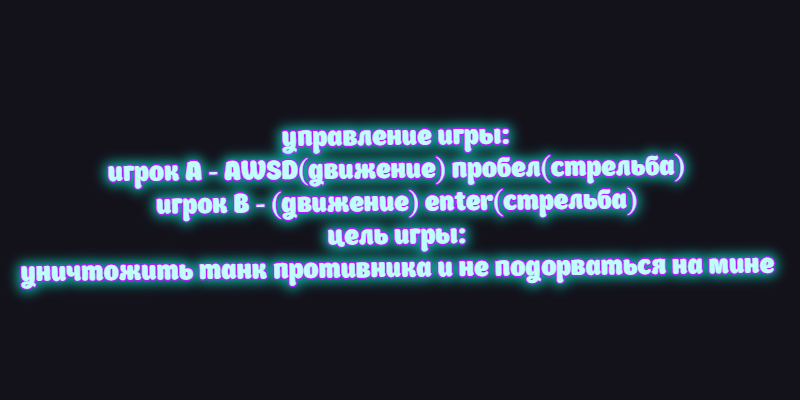 управление игры:
игрок А - AWSD(движение) пробел(стрельба)
игрок В - (движение) enter(стрельба)
цель игры:
уничтожить танк противника и не подорваться на мине